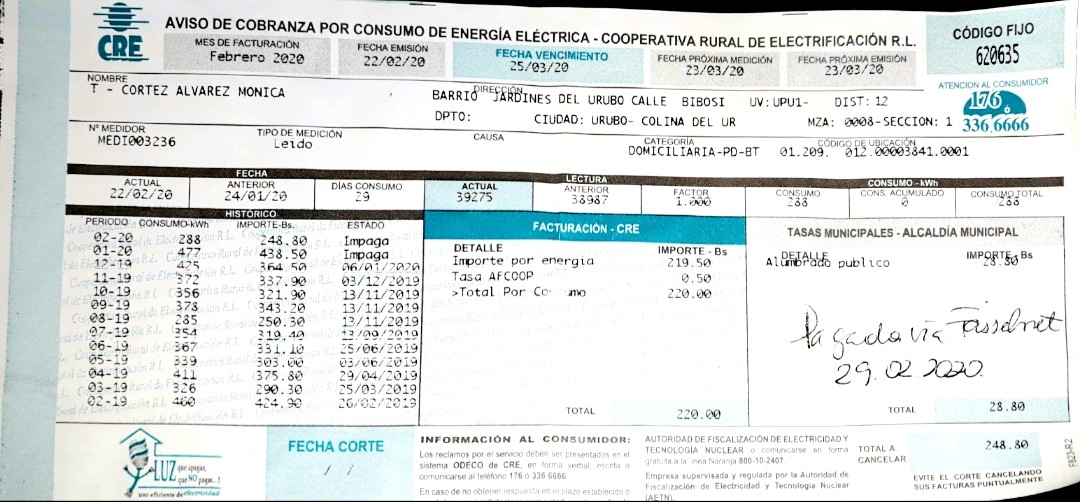 CRE
AVISO DE COBRANZA POR CONSUMO DE ENERGÍA ELÉCTRICA - COOPERATIVA RURAL DE ELECTRIFICACIÓN R.L.
CÓDIGO FIJO
620635
MES DE FACTURACIÓN
Febrero 2020
FECHA EMISIÓN
22/02/20
FECHA VENCIMIENTO
25/03/20
FECHA PRÓXIMA MEDICIÓN
23/03/20
FECHA PRÓXIMA EMISIÓN
23/03/20
ATENCION AL CONSUMIDOR
176 ó
336.6666
NOMBRE
T - CORTEZ ALVAREZ MONICA
DIRECCIÓN
BARRIO JARDINES DEL URUBO CALLE BIBOSI UV: UPU1- DIST: 12
DPTO: CIUDAD: URUBO- COLINA DEL UR MZA: 0008-SECCION: 1
Nº MEDIDOR
MEDI003236
TIPO DE MEDICIÓN
Leido
CAUSA
CATEGORÍA
DOMICILIARIA-PD-BT
CÓDIGO DE UBICACIÓN
01.209. 012.00003841.0001
FECHA LECTURA CONSUMO - kWh
ACTUAL ANTERIOR DÍAS CONSUMO ACTUAL ANTERIOR FACTOR CONSUMO CONS ACUMULADO CONSUMO TOTAL
22/02/20 24/01/20 29 39275 38987 1.000 288 0 288
HISTÓRICO
PERIODO CONSUMO-kWh IMPORTE-Bs. ESTADO
02-20 288 248.80 Impaga
01-20 477 438.50 Impaga
12-19 425 364.50 06/01/2020
11-19 372 337.90 03/12/2019
10-19 356 321.90 13/11/2019
09-19 378 343.20 13/11/2019
08-19 285 250.30 13/11/2019
07-19 354 319.40 13/09/2019
06-19 367 331.10 25/06/2019
05-19 339 303.00 03/06/2019
04-19 411 375.80 29/04/2019
03-19 326 290.30 25/03/2019
02-19 460 424.90 26/02/2019
FACTURACIÓN - CRE
DETALLE IMPORTE - Bs
Importe por energia 219.50
Tasa AFCOOP 0.50
>Total Por Co umo 220.00
TOTAL 220.00
TASAS MUNICIPALES - ALCALDÍA MUNICIPAL
DETALLE IMPORTE - Bs
Alumbrado publico 28.80
Pagada vía Fassilnet
29.02.2020
TOTAL 28.80
LUZ que apagas,
que NO pagas...!
uso eficiente de electricidad
FECHA CORTE
/ /
INFORMACIÓN AL CONSUMIDOR:
Los reclamos por el servicio deben ser presentados en el
sistema ODECO de CRE, en forma verbal, escrita o
comunicarse al teléfono 176 ó 336 6666
En caso de no obtener respuesta en el plazo establecido o
AUTORIDAD DE FISCALIZACIÓN DE ELECTRICIDAD Y
TECNOLOGÍA NUCLEAR o comunicarse en forma
gratuita a la línea Naranja 800-10-2407.
Empresa supervisada y regulada por la Autoridad de
Fiscalización de Electricidad y Tecnología Nuclear
(AETN).
TOTAL A
CANCELAR
248.80
EVITE EL CORTE CANCELANDO
SUS FACTURAS PUNTUALMENTE
F823-R2